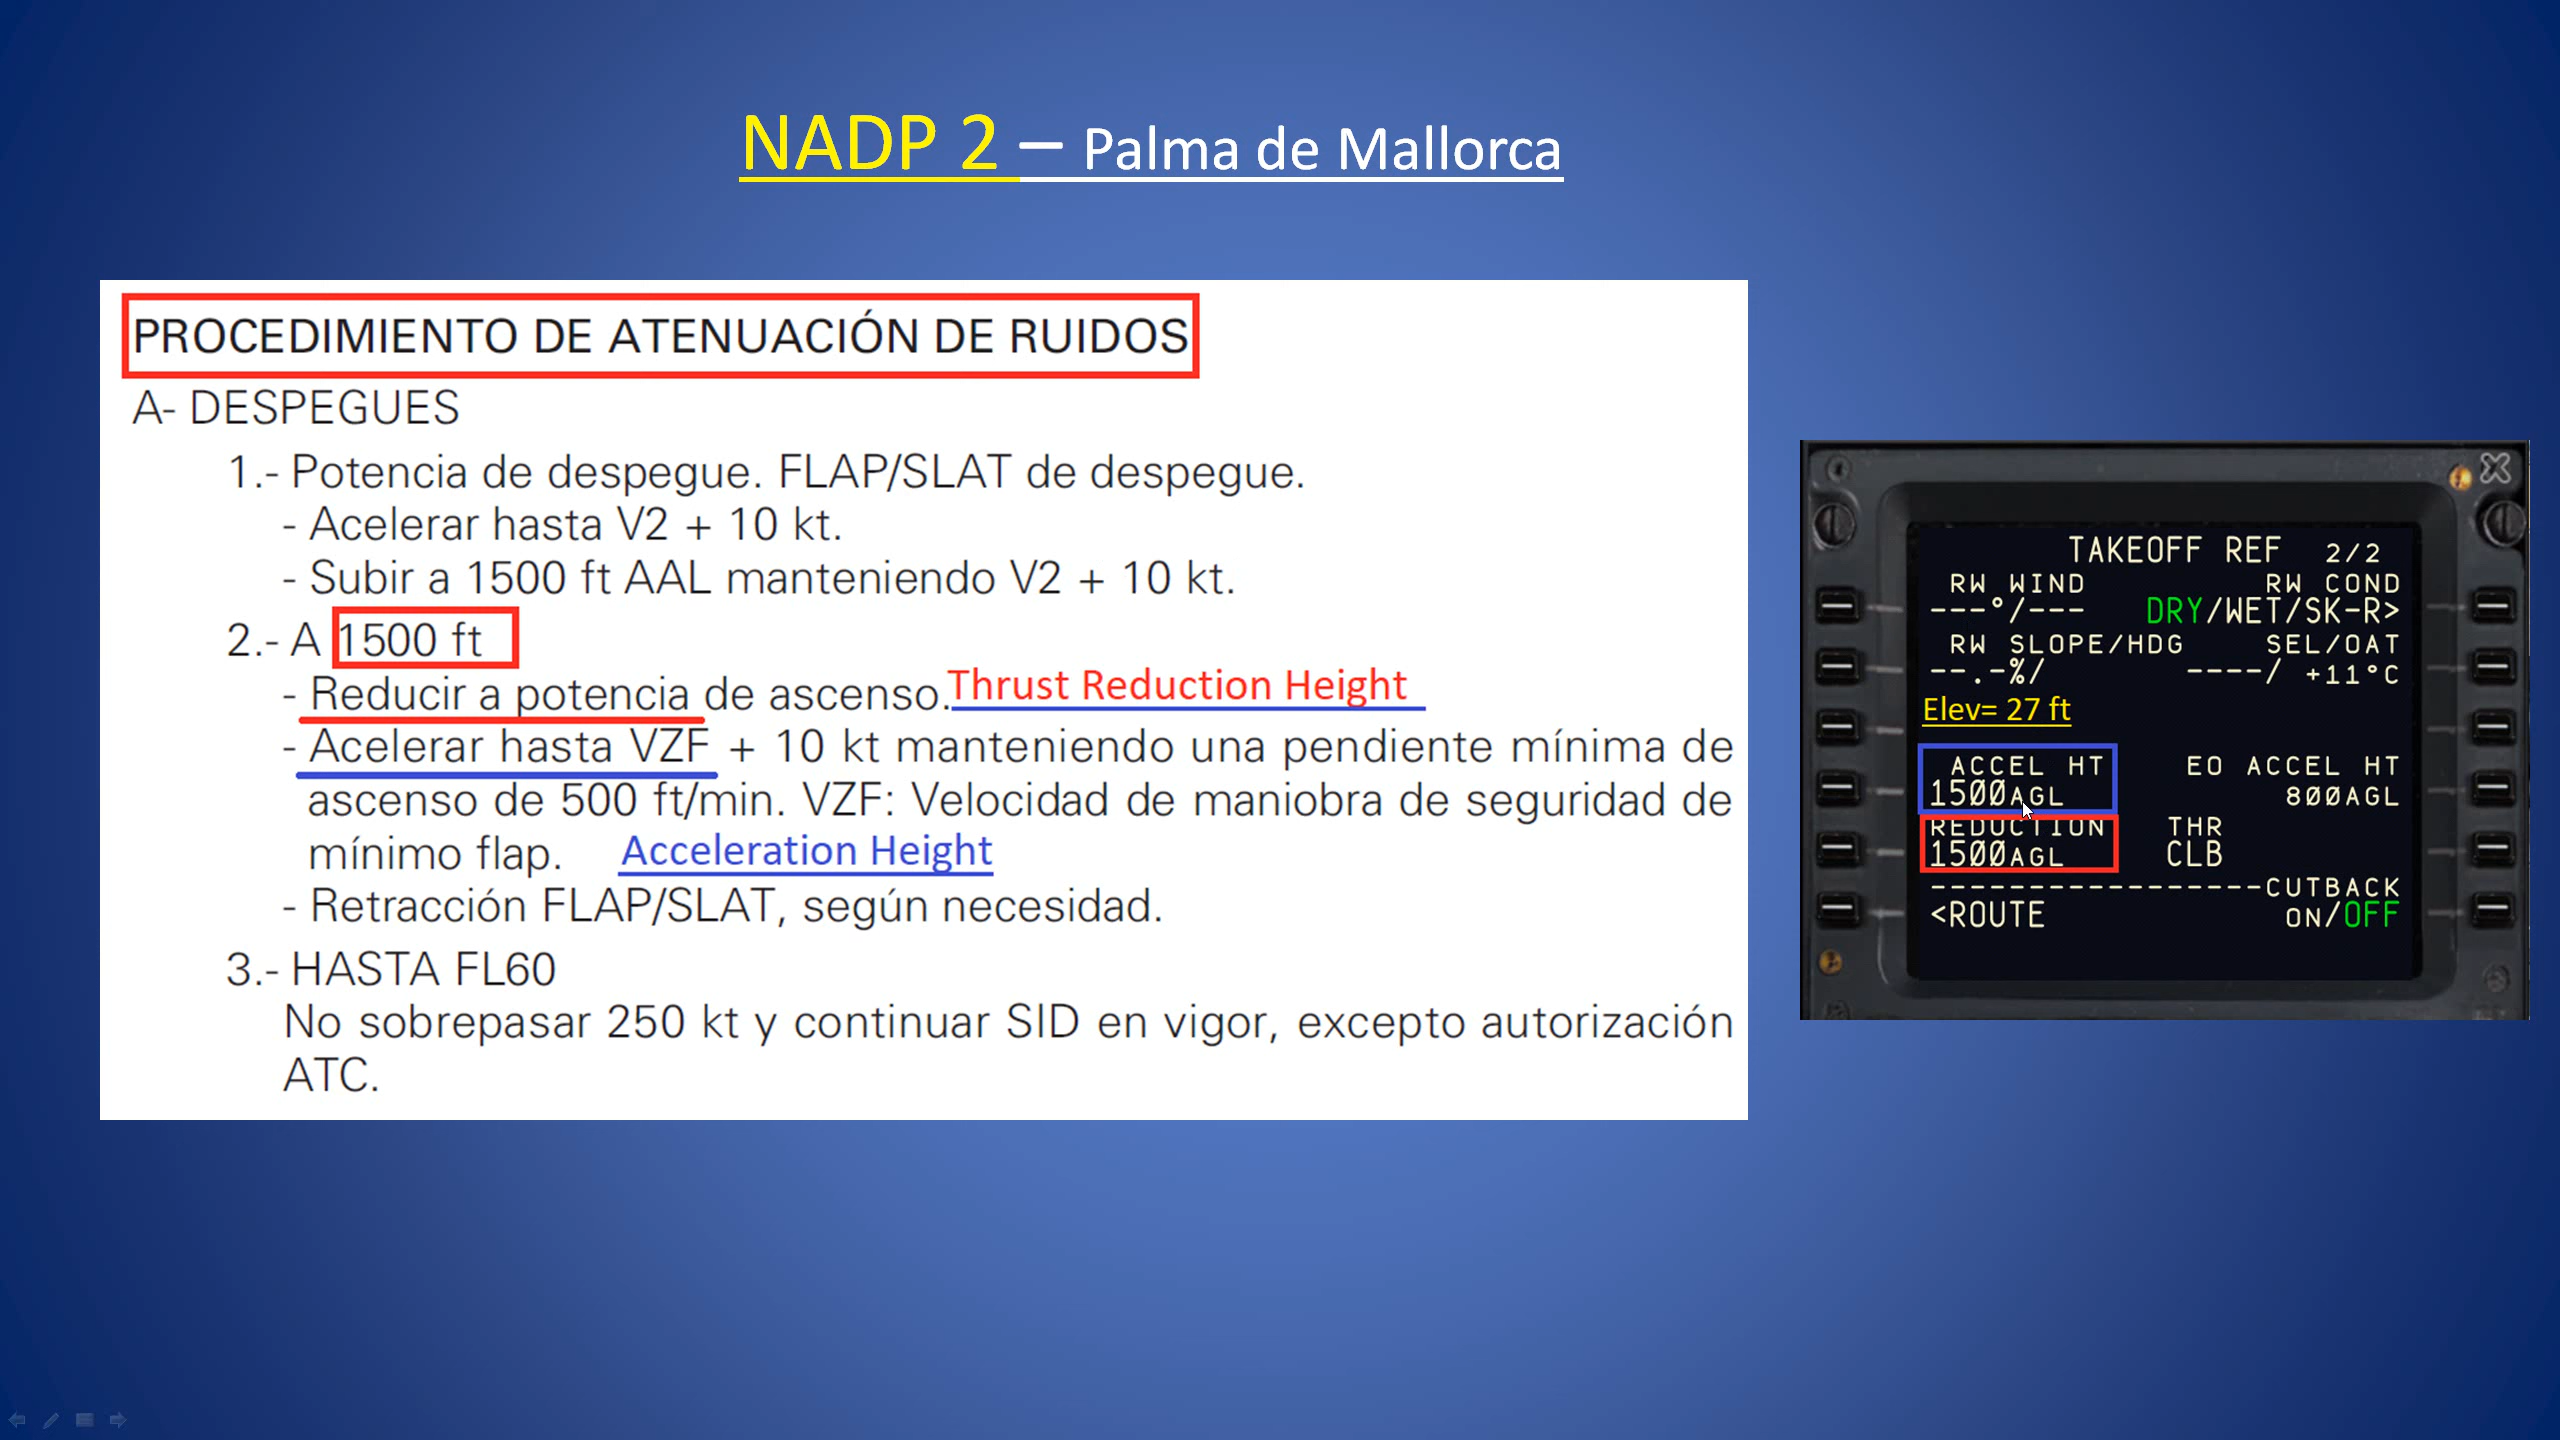 NADP 2 – Palma de Mallorca
PROCEDIMIENTO DE ATENUACIÓN DE RUIDOS
A- DESPEGUES
1.- Potencia de despegue. FLAP/SLAT de despegue.
- Acelerar hasta V2 + 10 kt.
- Subir a 1500 ft AAL manteniendo V2 + 10 kt.
2.- A 1500 ft
- Reducir a potencia de ascenso. Thrust Reduction Height
- Acelerar hasta VZF + 10 kt manteniendo una pendiente mínima de
ascenso de 500 ft/min. VZF: Velocidad de maniobra de seguridad de
mínimo flap. Acceleration Height
- Retracción FLAP/SLAT, según necesidad.
3.- HASTA FL60
No sobrepasar 250 kt y continuar SID en vigor, excepto autorización
ATC.
TAKEOFF REF 2/2
RW WIND RW COND
---°/--- DRY/WET/SK-R>
RW SLOPE/HDG SEL/OAT
--.-%/ ----/ +11°C
Elev= 27 ft
ACCEL HT EO ACCEL HT
1500AGL 800AGL
REDUCTION THR
1500AGL CLB
-----------------CUTBACK
<ROUTE ON/OFF